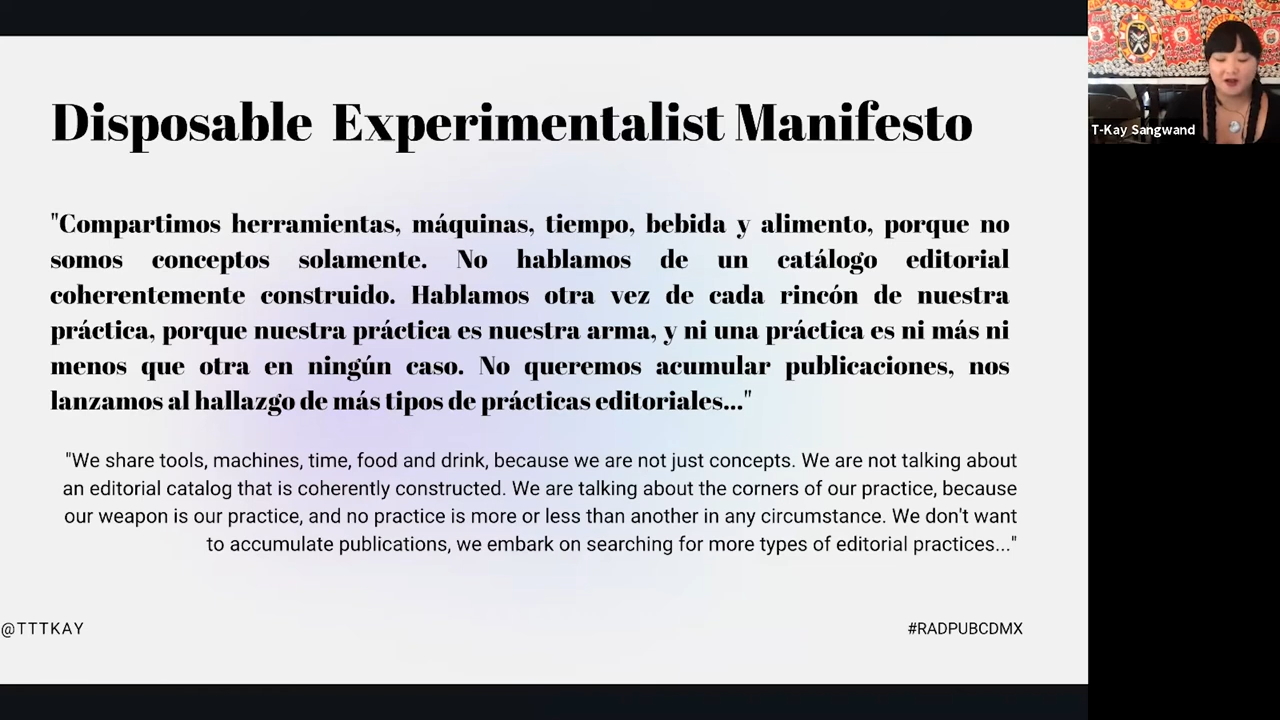 Disposable Experimentalist Manifesto
"Compartimos herramientas, máquinas, tiempo, bebida y alimento, porque no
somos conceptos solamente. No hablamos de un catálogo editorial
coherentemente construido. Hablamos otra vez de cada rincón de nuestra
práctica, porque nuestra práctica es nuestra arma, y ni una práctica es ni más ni
menos que otra en ningún caso. No queremos acumular publicaciones, nos
lanzamos al hallazgo de más tipos de prácticas editoriales..."
"We share tools, machines, time, food and drink, because we are not just concepts. We are not talking about
an editorial catalog that is coherently constructed. We are talking about the corners of our practice, because
our weapon is our practice, and no practice is more or less than another in any circumstance. We don't want
to accumulate publications, we embark on searching for more types of editorial practices..."
@TTTKAY
#RADPUBCDMX
T-Kay Sangwand